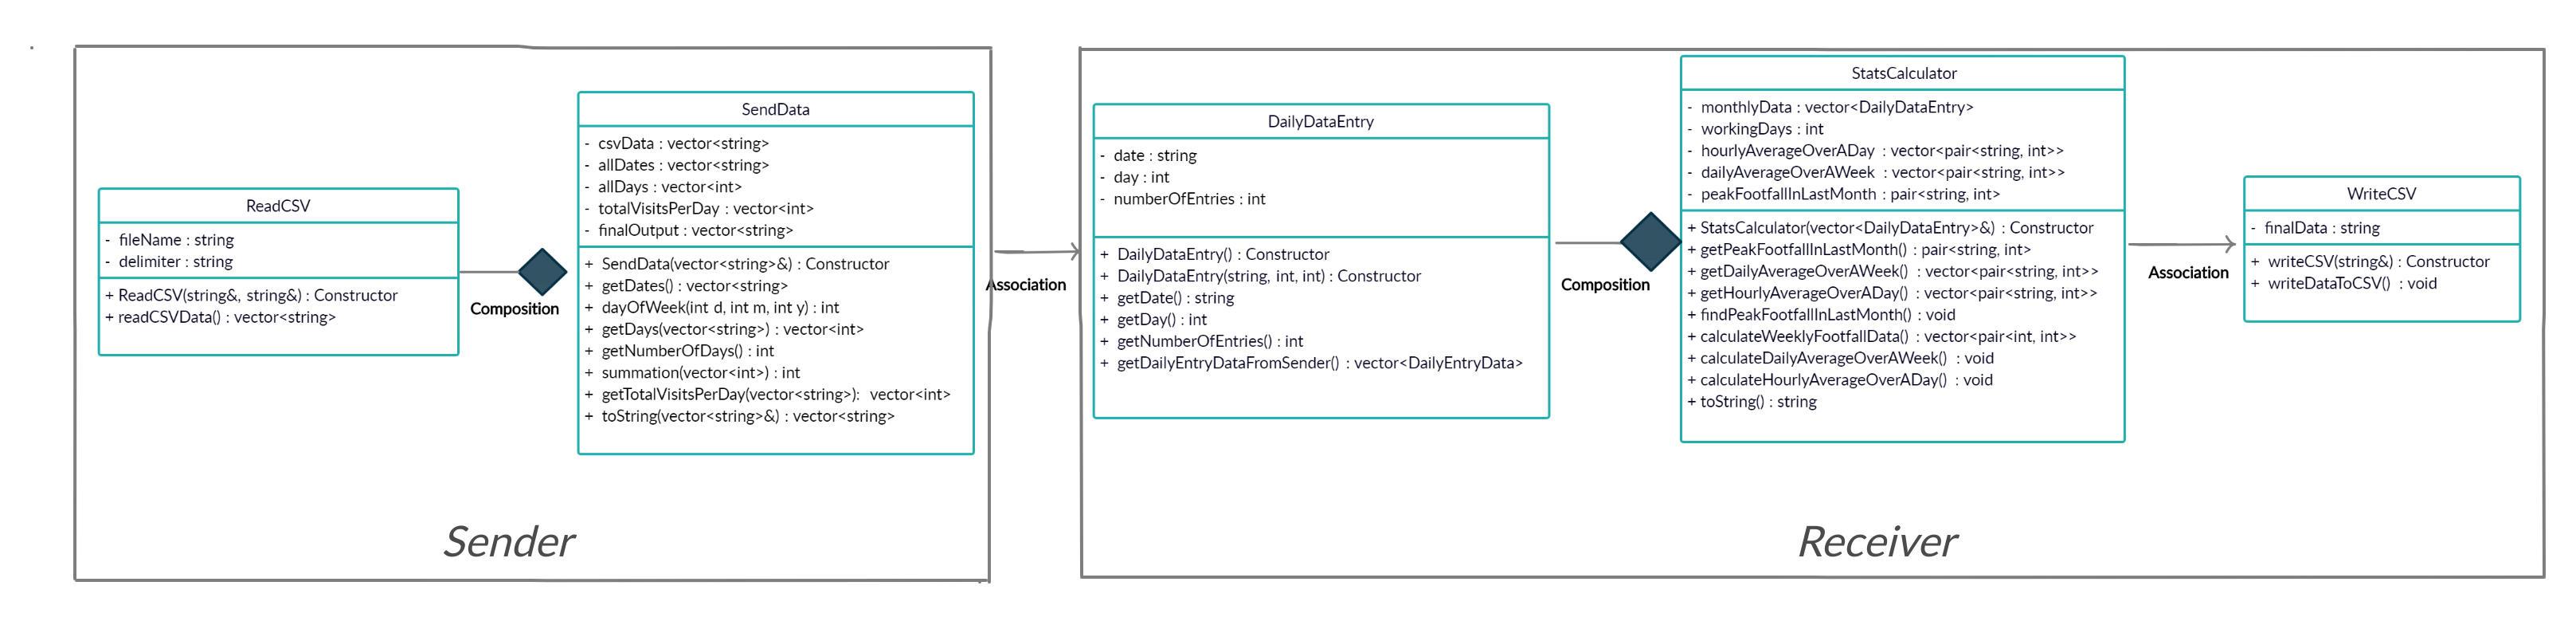 ReadCSV
- fileName : string
- delimiter : string
+ ReadCSV(string&, string&) : Constructor
+ readCSVData() : vector<string>
Composition
SendData
- csvData : vector<string>
- allDates : vector<string>
- allDays : vector<int>
- totalVisitsPerDay : vector<int>
- finalOutput : vector<string>
+ SendData(vector<string>&) : Constructor
+ getDates() : vector<string>
+ dayOfWeek(int d, int m, int y) : int
+ getDays(vector<string>) : vector<int>
+ getNumberOfDays() : int
+ summation(vector<int>) : int
+ getTotalVisitsPerDay(vector<string>): vector<int>
+ toString(vector<string>&) : vector<string>
Sender
Association
DailyDataEntry
- date : string
- day : int
- numberOfEntries : int
+ DailyDataEntry() : Constructor
+ DailyDataEntry(string, int, int) : Constructor
+ getDate() : string
+ getDay() : int
+ getNumberOfEntries() : int
+ getDailyEntryDataFromSender() : vector<DailyEntryData>
Composition
StatsCalculator
- monthlyData : vector<DailyDataEntry>
- workingDays : int
- hourlyAverageOverADay : vector<pair<string, int>>
- dailyAverageOverAWeek : vector<pair<string, int>>
- peakFootfallInLastMonth : pair<string, int>
+ StatsCalculator(vector<DailyDataEntry>&) : Constructor
+ getPeakFootfallInLastMonth() : pair<string, int>
+ getDailyAverageOverAWeek() : vector<pair<string, int>>
+ getHourlyAverageOverADay() : vector<pair<string, int>>
+ findPeakFootfallInLastMonth() : void
+ calculateWeeklyFootfallData() : vector<pair<int, int>>
+ calculateDailyAverageOverAWeek() : void
+ calculateHourlyAverageOverADay() : void
+ toString() : string
Association
WriteCSV
- finalData : string
+ writeCSV(string&) : Constructor
+ writeDataToCSV() : void
Receiver